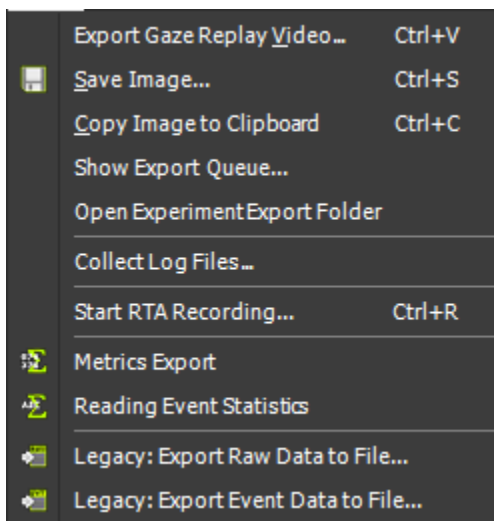 Export Gaze Replay Video... Ctrl+V
Save Image... Ctrl+S
Copy Image to Clipboard Ctrl+C
Show Export Queue...
Open Experiment Export Folder
Collect Log Files...
Start RTA Recording... Ctrl+R
Metrics Export
Reading Event Statistics
Legacy: Export Raw Data to File...
Legacy: Export Event Data to File...